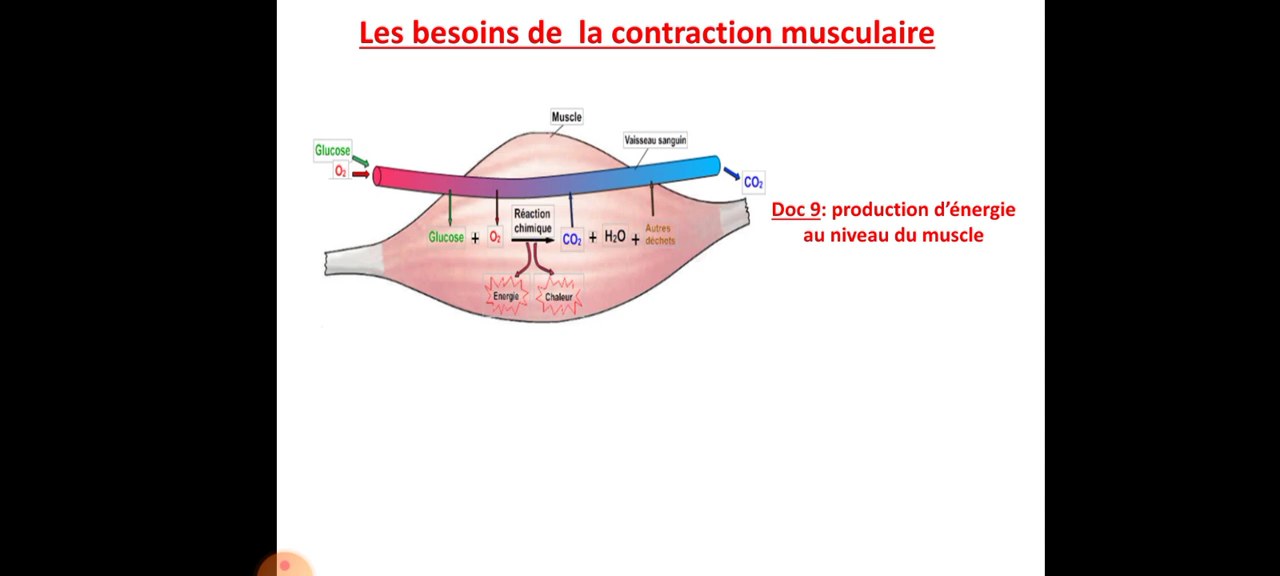 Les besoins de  la contraction musculaire
Muscle
Vaisseau sanguin
Glucose
O₂
CO₂
Doc 9: production d’énergie
au niveau du muscle
Réaction
chimique
Glucose + O₂ CO₂ + H₂O + Autres
déchets
Energie Chaleur